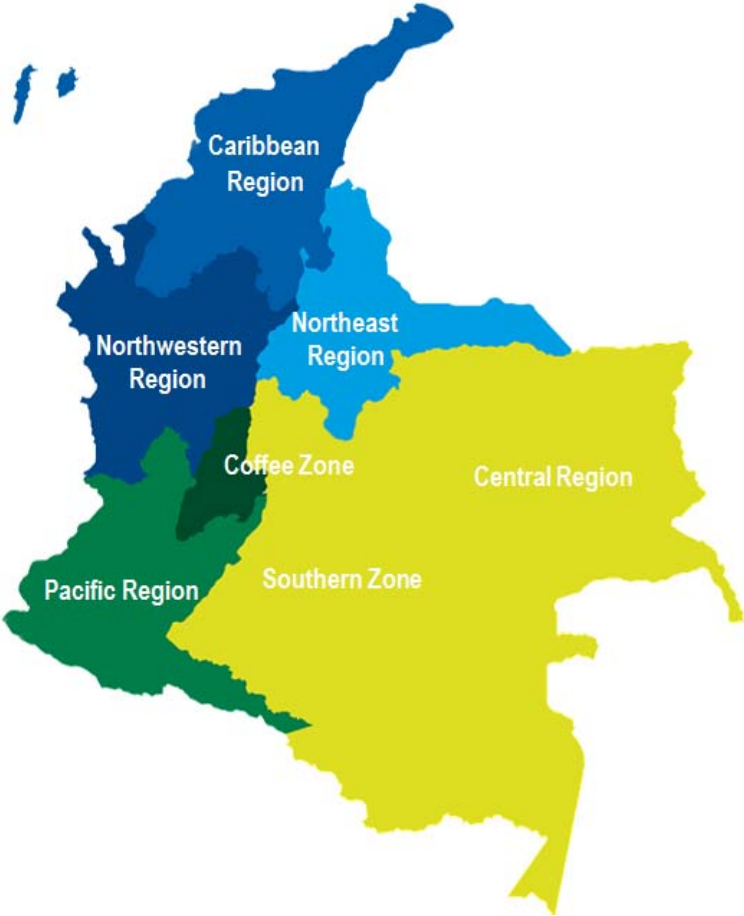 Caribbean
Region
Northeast
Region
Northwestern
Region
Coffee Zone
Central Region
Southern Zone
Pacific Region